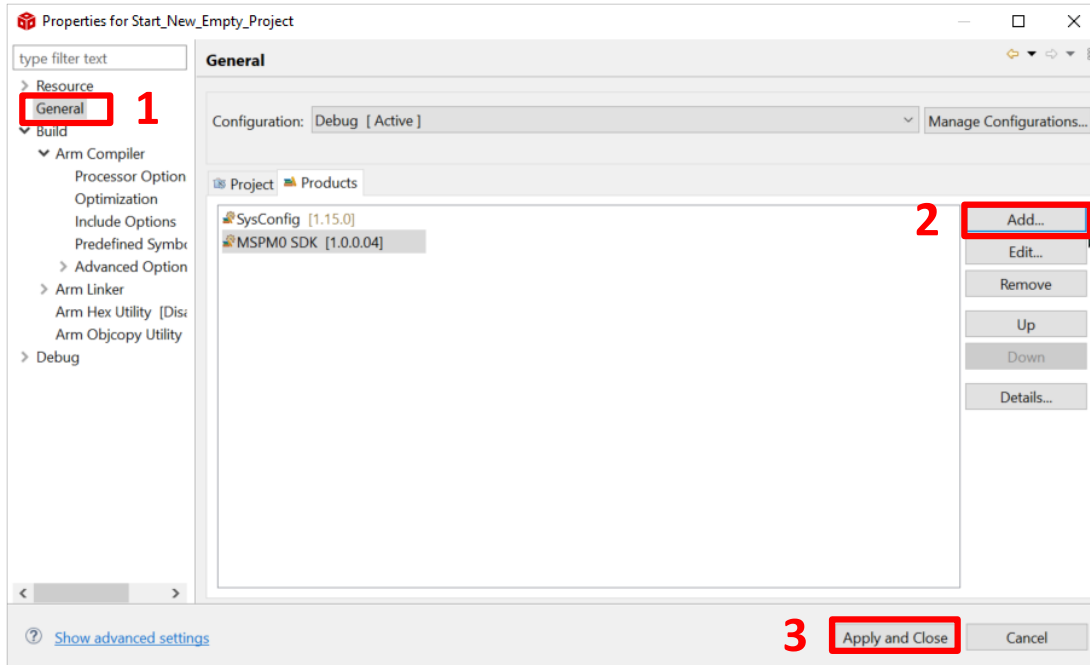 Properties for Start_New_Empty_Project
type filter text
General
Resource
General
1
Build
Arm Compiler
Processor Option
Optimization
Include Options
Predefined Symbo
Advanced Option
Arm Linker
Arm Hex Utility [Disa
Arm Objcopy Utility
Debug
Configuration: Debug [ Active ]
Manage Configurations...
Project Products
SysConfig [1.15.0]
MSPM0 SDK [1.0.0.04]
2
Add...
Edit...
Remove
Up
Down
Details...
Show advanced settings
3
Apply and Close
Cancel